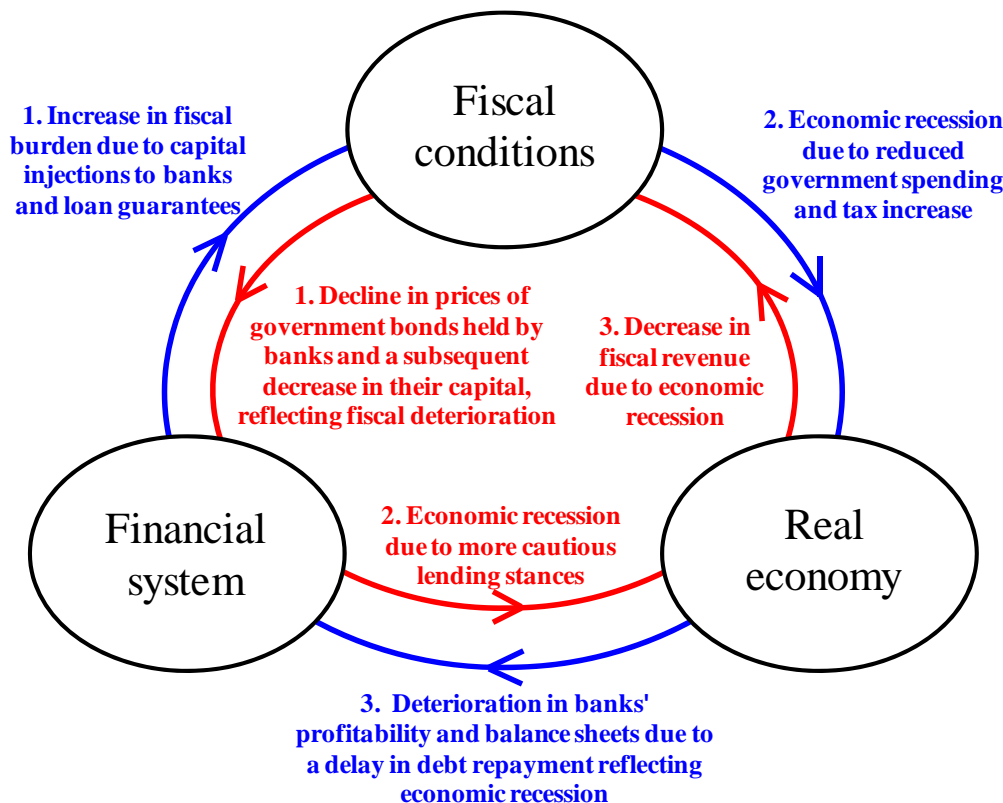 Fiscal
conditions
1. Increase in fiscal
burden due to capital
injections to banks
and loan guarantees
2. Economic recession
due to reduced
government spending
and tax increase
1. Decline in prices of
government bonds held by
banks and a subsequent
decrease in their capital,
reflecting fiscal deterioration
3. Decrease in
fiscal revenue
due to economic
recession
Financial
system
2. Economic recession
due to more cautious
lending stances
Real
economy
3. Deterioration in banks'
profitability and balance sheets due to
a delay in debt repayment reflecting
economic recession